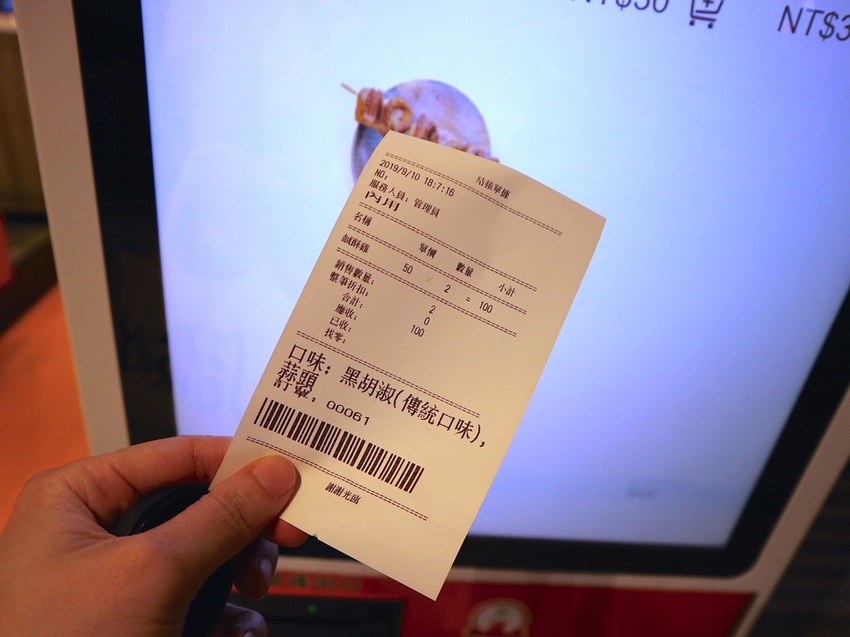 NT$50
NT$3
結帳單據
2019/9/10 18:7:16
NO:
服務人員: 管理員
內用
名稱 單價 數量 小計
鹹酥雞 50 × 2 = 100
銷售數量: 2
整筆折扣: 0
合計: 100
應收:
已收:
找零:
口味: 黑胡淑(傳統口味),
蒜頭
訂單: 00061
謝謝光臨